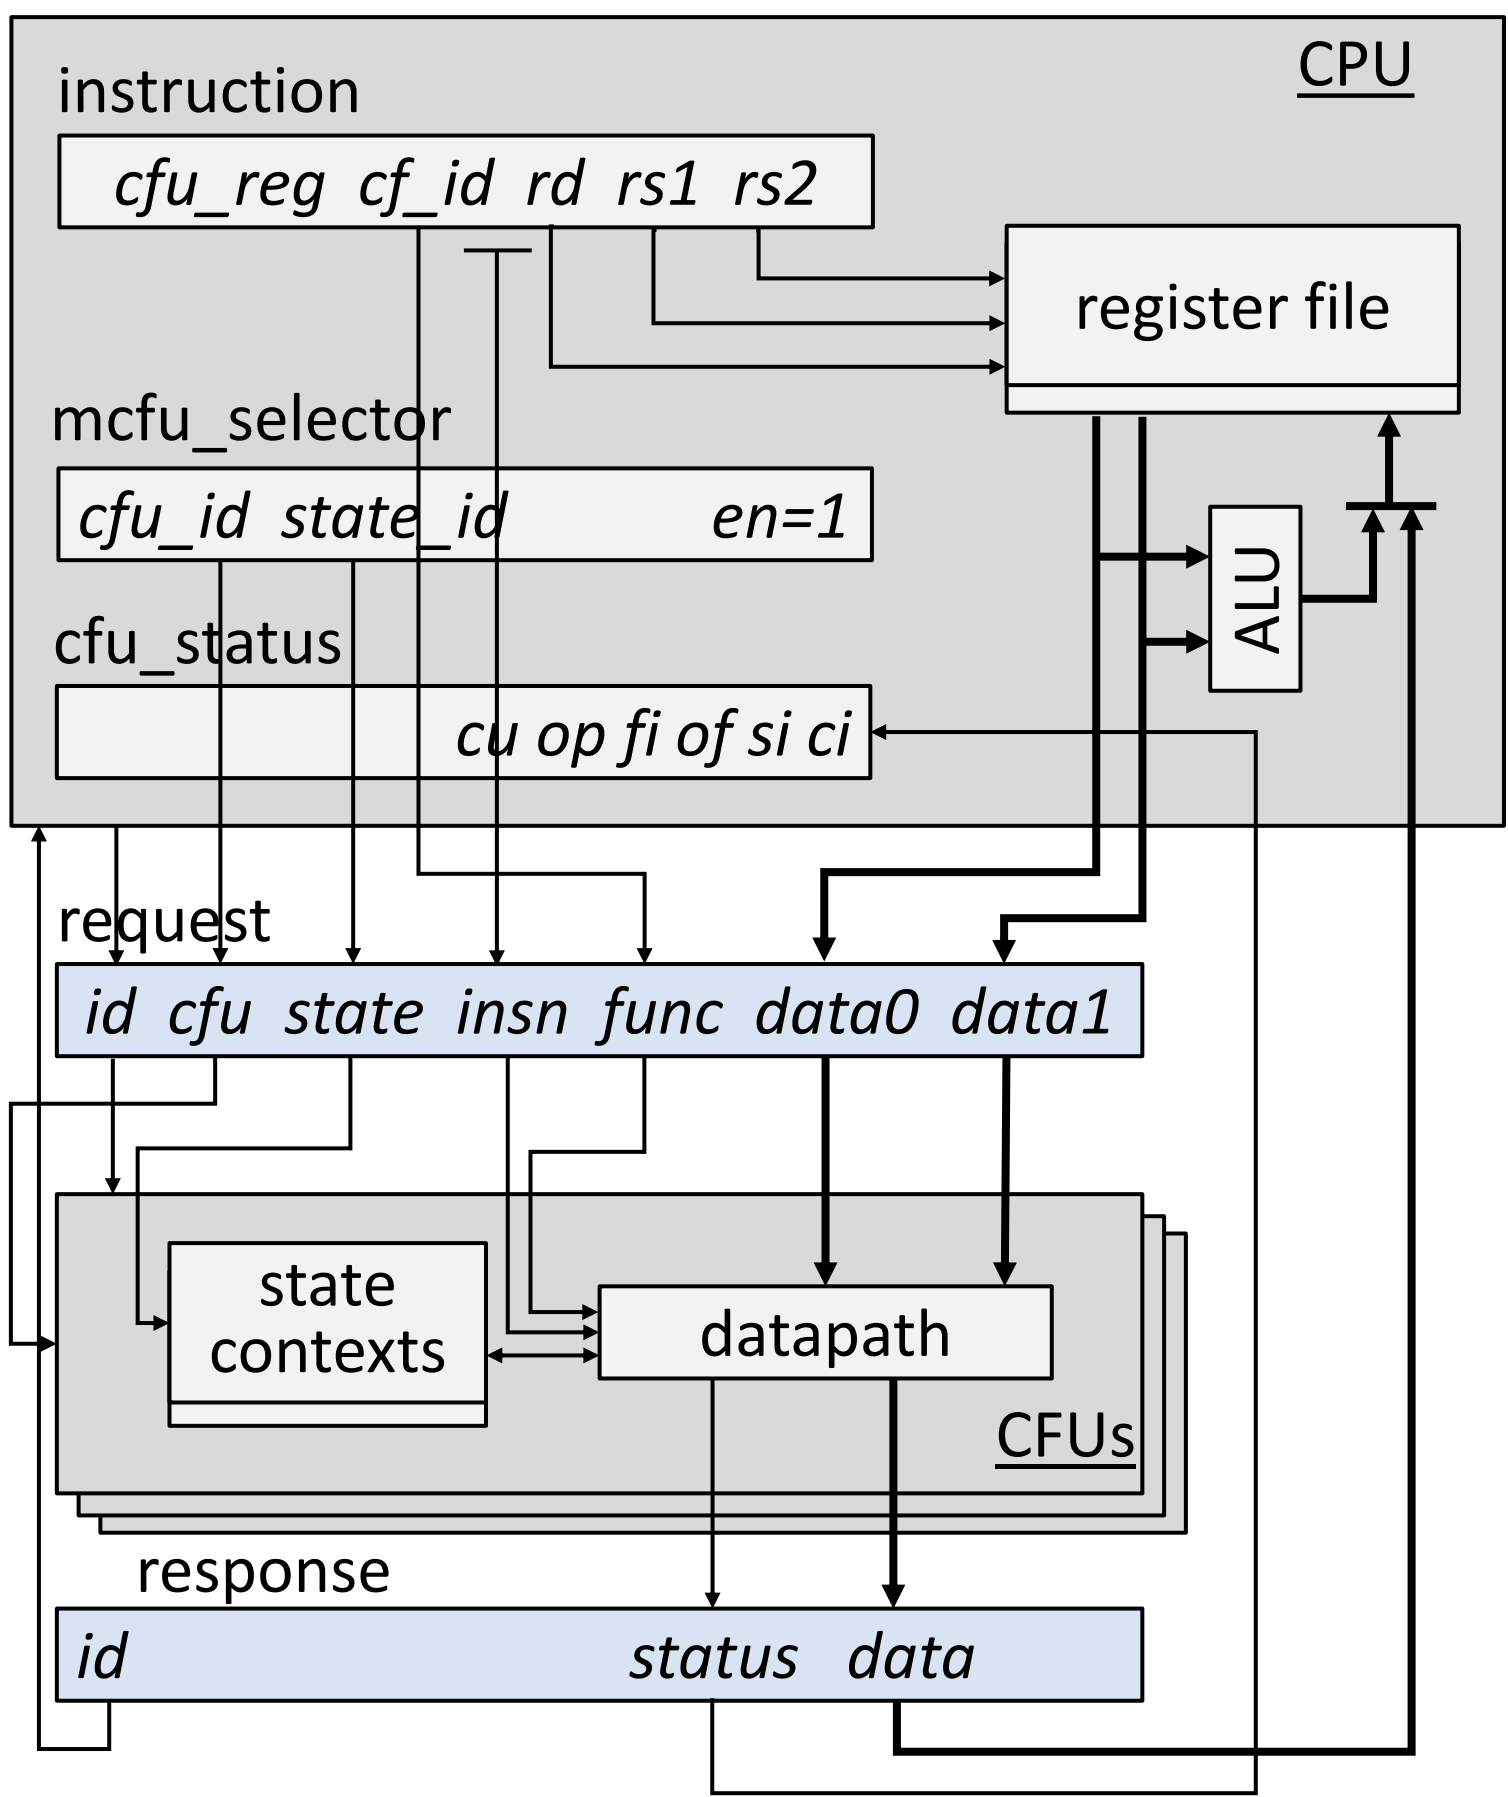 CPU
instruction
cfu_reg cf_id rd rs1 rs2
register file
mcfu_selector
cfu_id state_id en=1
ALU
cfu_status
cu op fi of si ci
request
id cfu state insn func data0 data1
state
contexts
datapath
CFUs
response
id status data